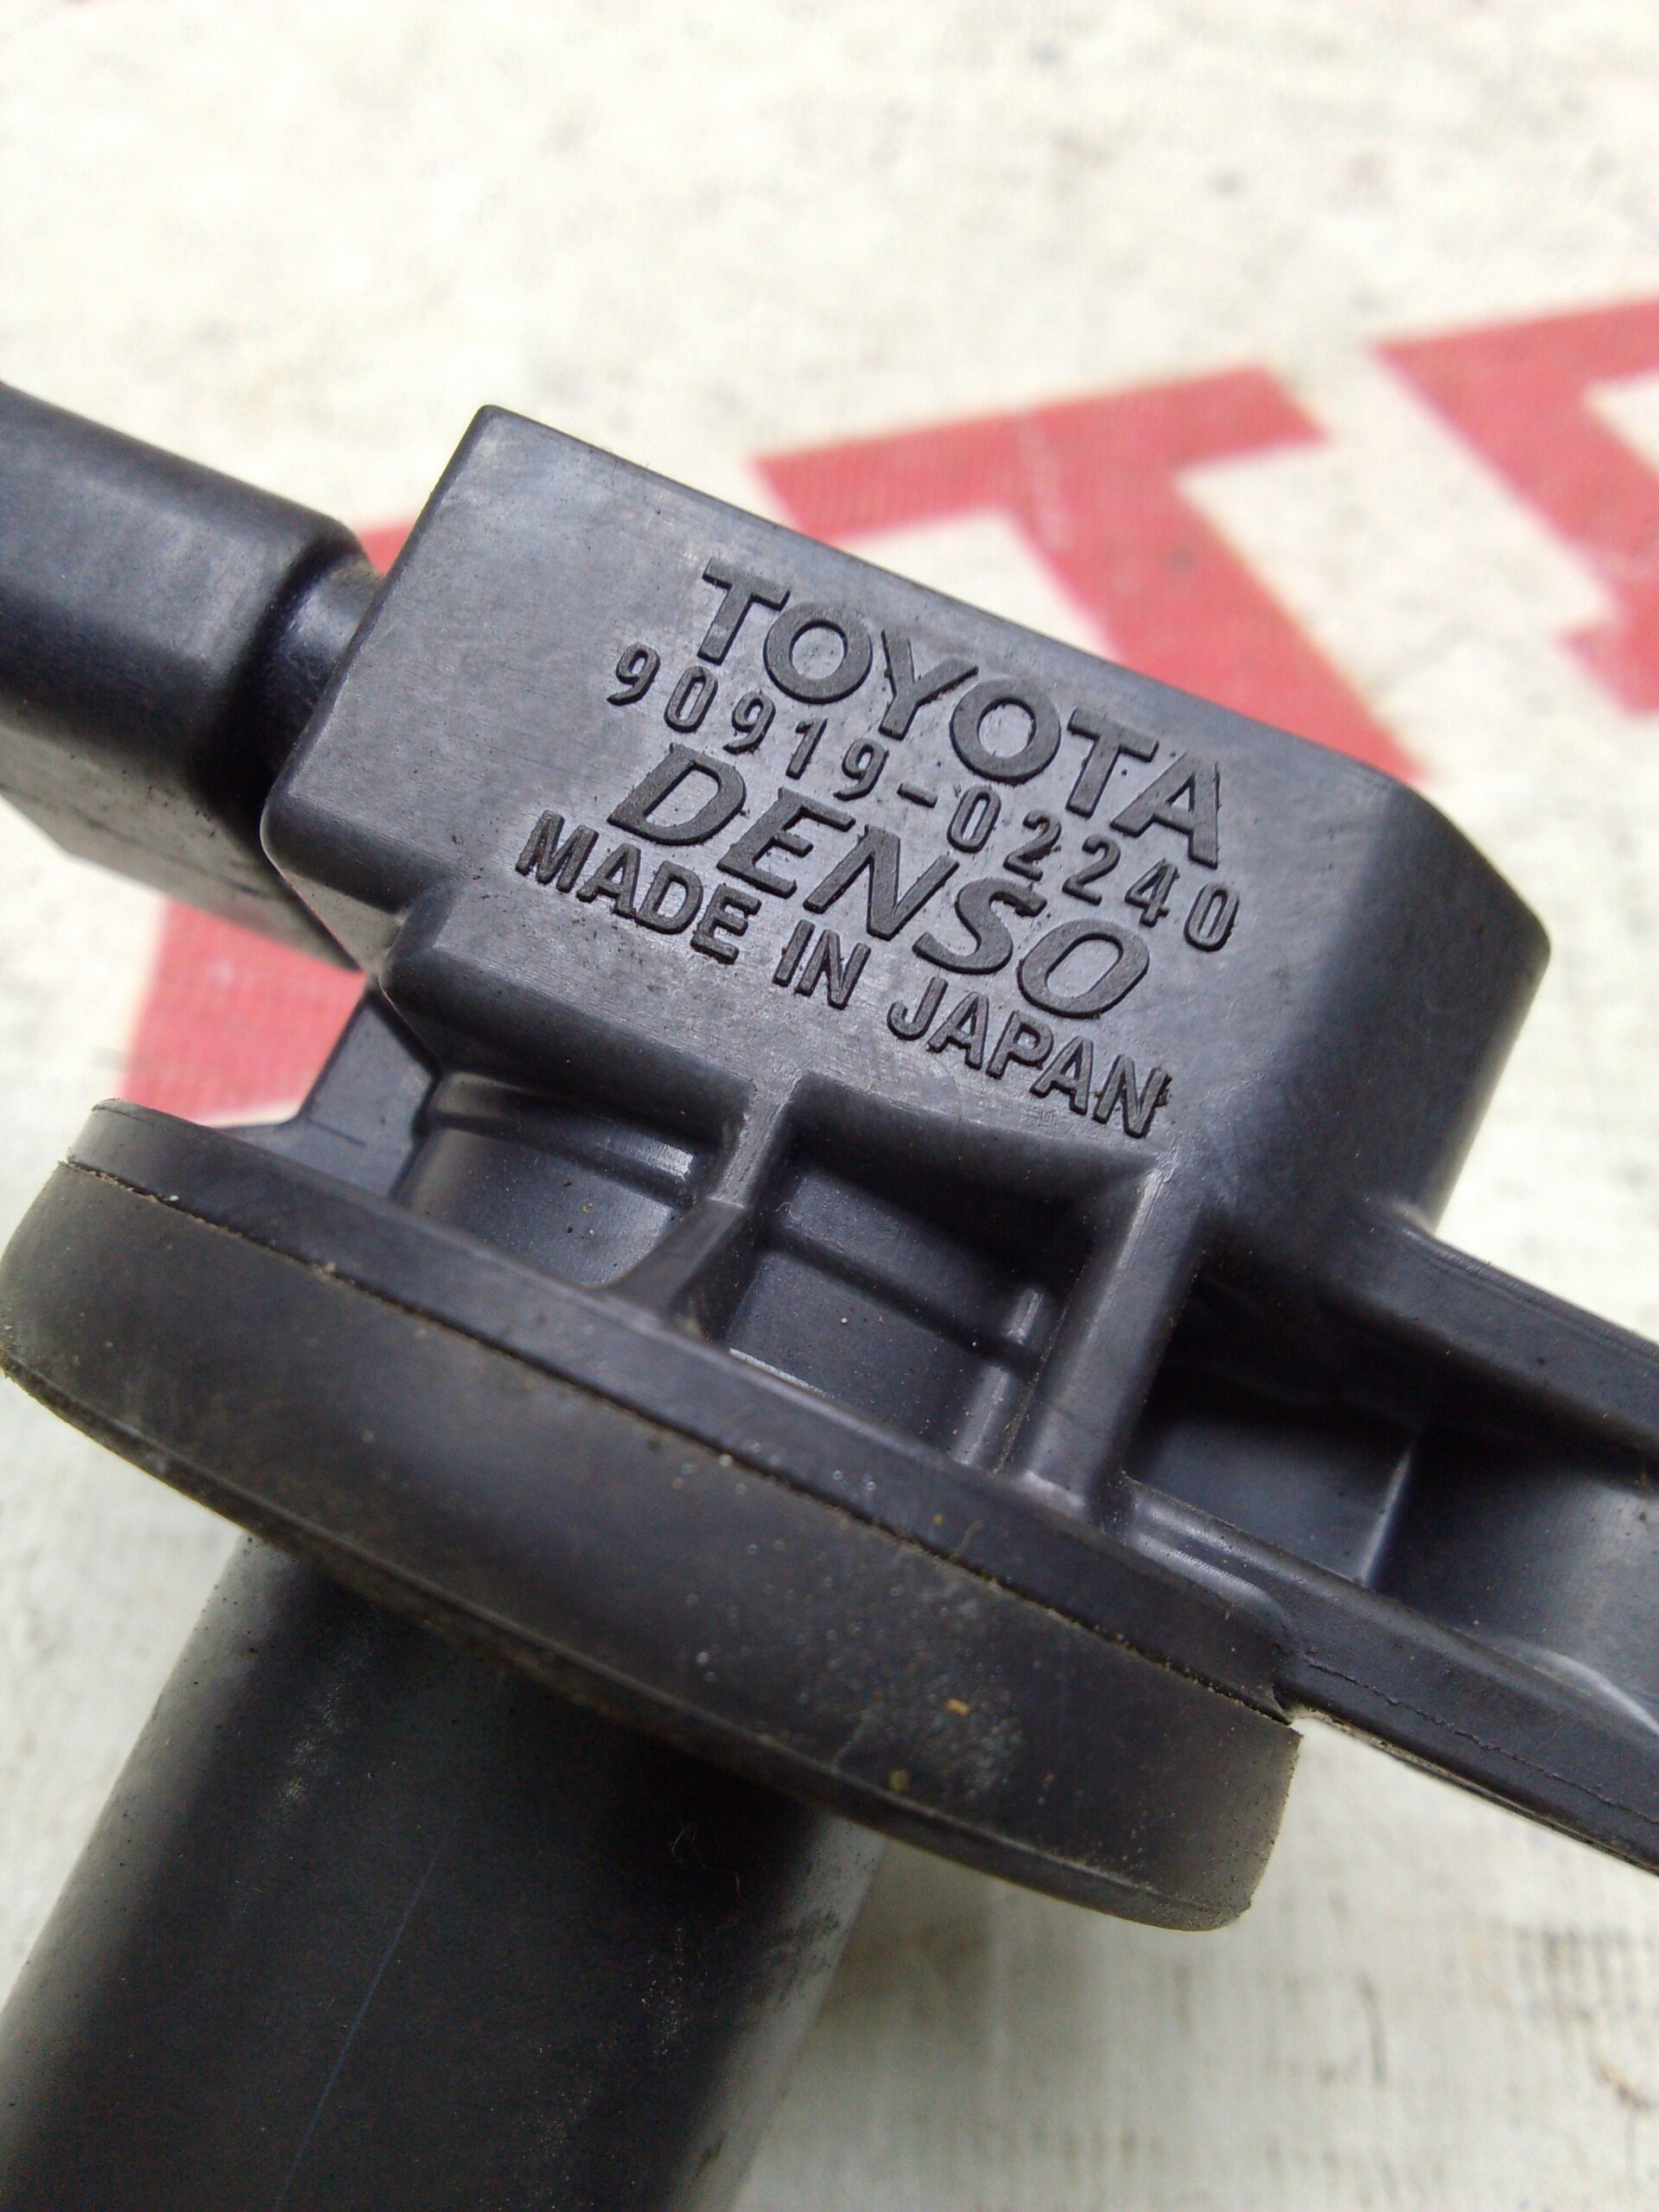 TOYOTA
90919-02240
DENSO
MADE IN JAPAN